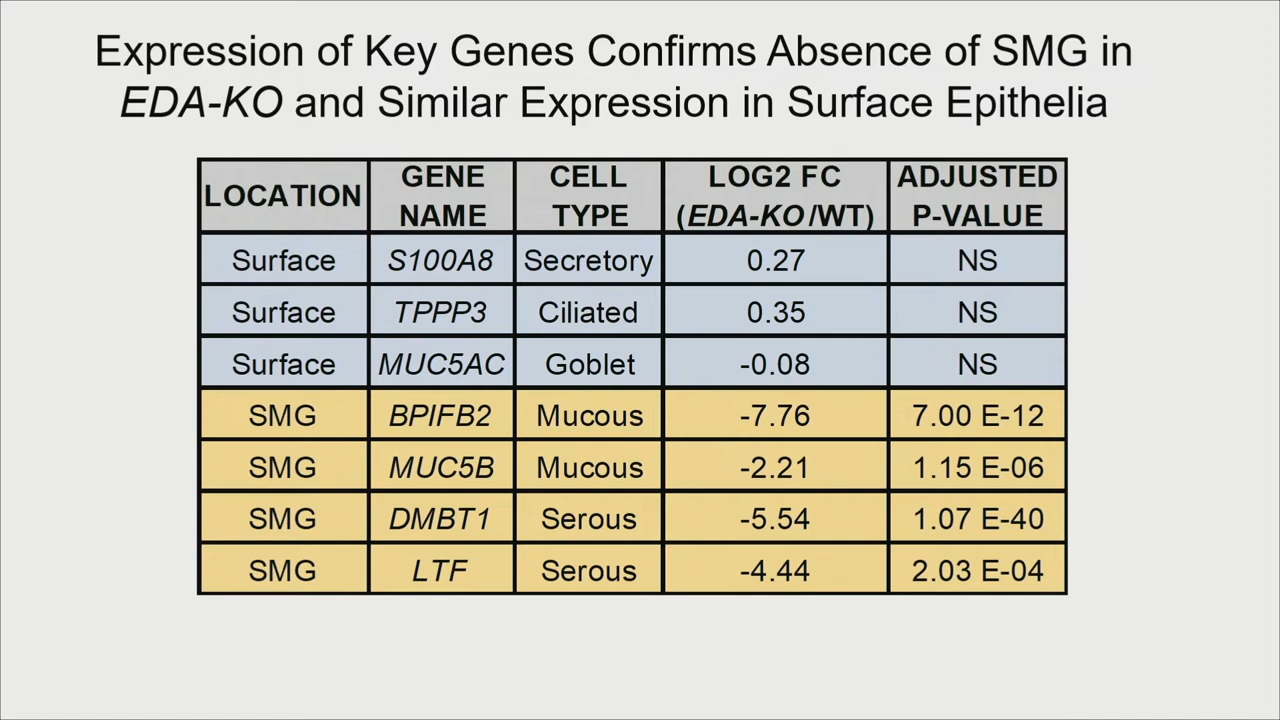 Expression of Key Genes Confirms Absence of SMG in
EDA-KO and Similar Expression in Surface Epithelia
LOCATION GENE NAME CELL TYPE LOG2 FC (EDA-KO/WT) ADJUSTED P-VALUE
Surface S100A8 Secretory 0.27 NS
Surface TPPP3 Ciliated 0.35 NS
Surface MUC5AC Goblet -0.08 NS
SMG BPIFB2 Mucous -7.76 7.00 E-12
SMG MUC5B Mucous -2.21 1.15 E-06
SMG DMBT1 Serous -5.54 1.07 E-40
SMG LTF Serous -4.44 2.03 E-04